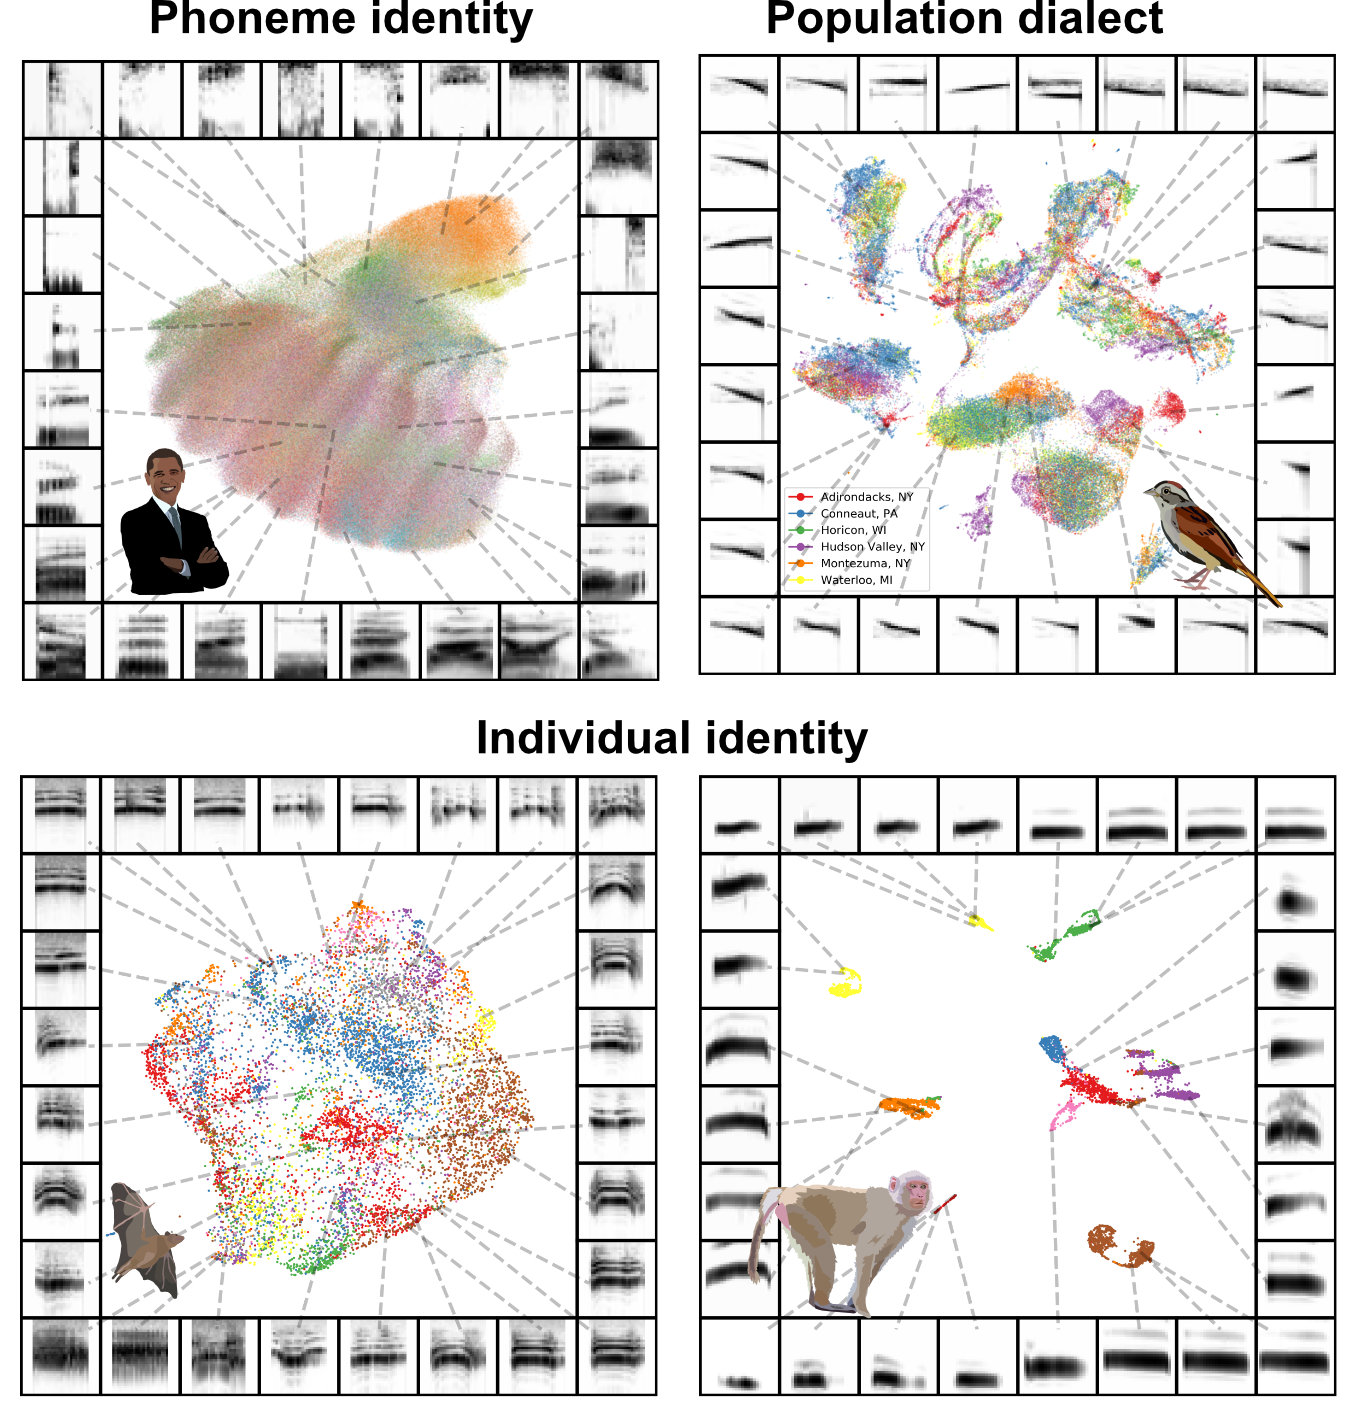 Phoneme identity
Population dialect
Adirondacks, NY
Conneaut, PA
Horicon, WI
Hudson Valley, NY
Montezuma, NY
Waterloo, MI
Individual identity